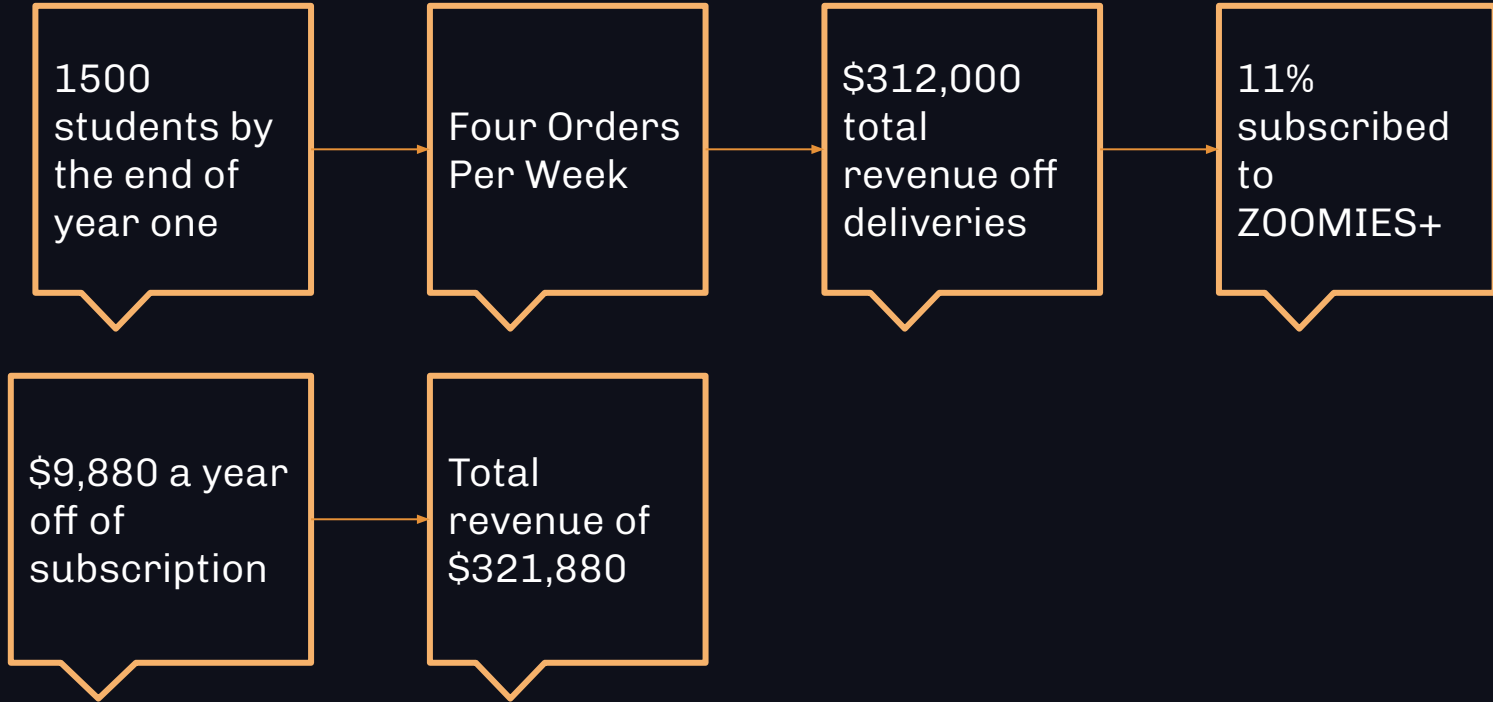 1500
students by
the end of
year one
Four Orders
Per Week
$312,000
total
revenue off
deliveries
11%
subscribed
to
ZOOMIES+
$9,880 a year
off of
subscription
Total
revenue of
$321,880